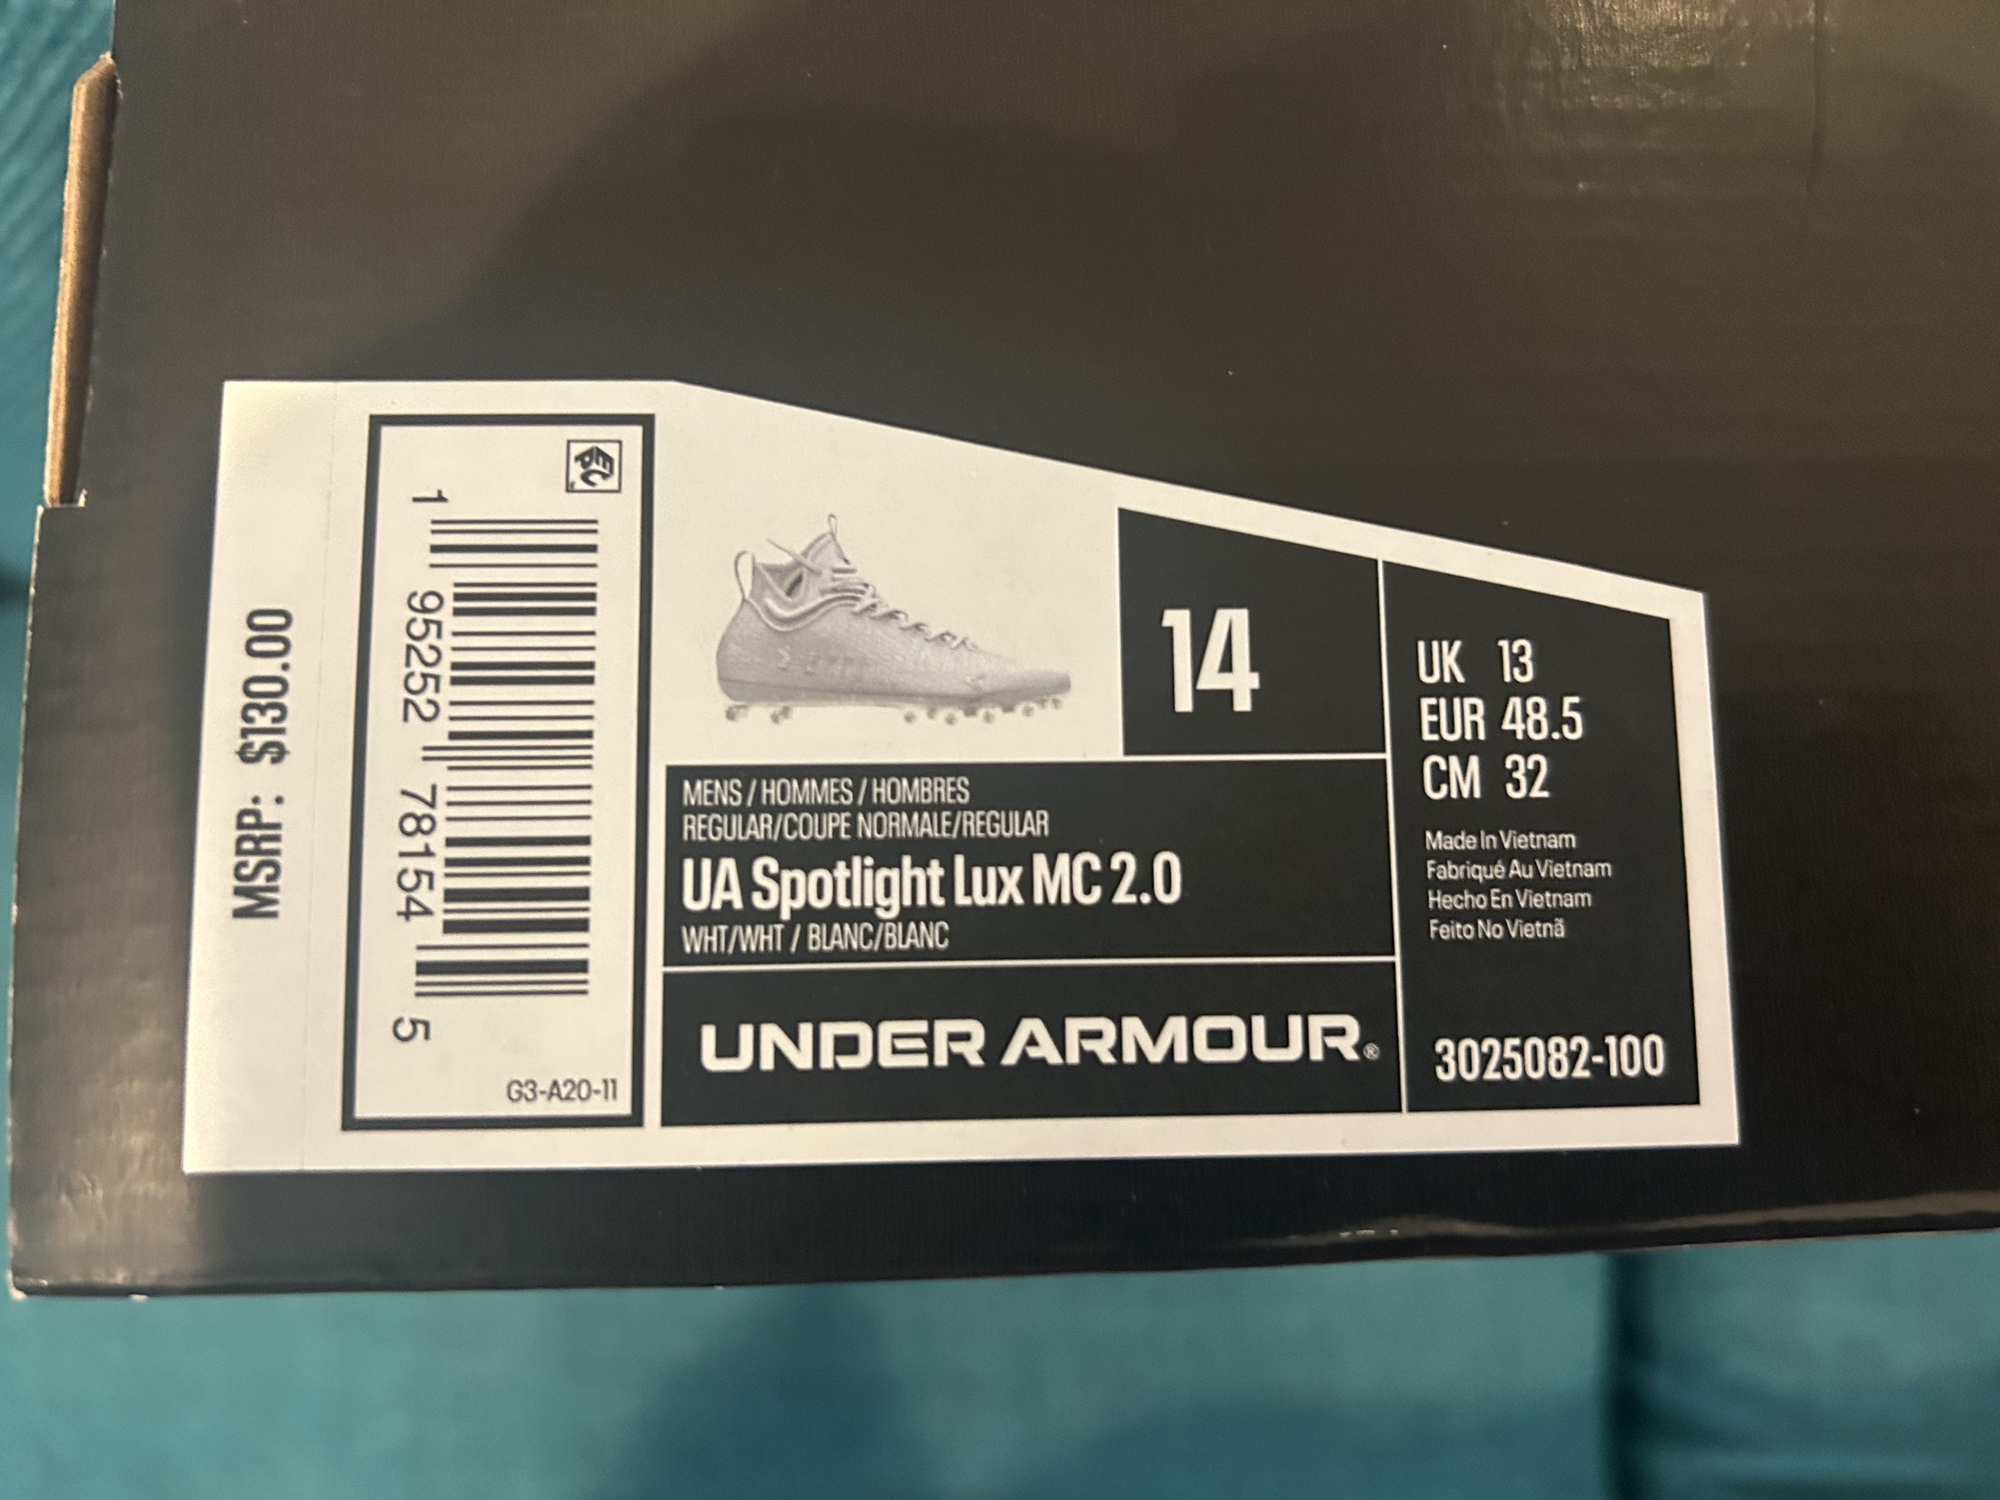 MSRP: $130.00
1 95252 78154 5
EPC
G3-A20-11
14
UK 13
EUR 48.5
CM 32
MENS / HOMMES / HOMBRES
REGULAR/COUPE NORMALE/REGULAR
UA Spotlight Lux MC 2.0
WHT/WHT / BLANC/BLANC
Made In Vietnam
Fabriqué Au Vietnam
Hecho En Vietnam
Feito No Vietnã
UNDER ARMOUR®
3025082-100